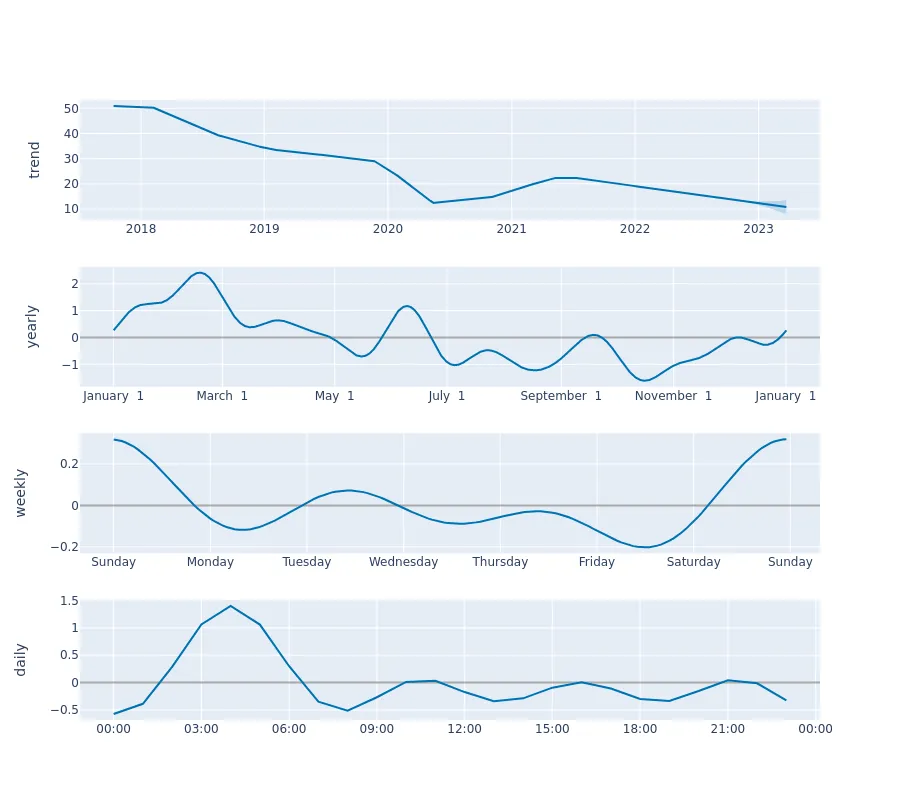 trend
50
40
30
20
10
2018 2019 2020 2021 2022 2023
yearly
2
1
0
−1
January 1 March 1 May 1 July 1 September 1 November 1 January 1
weekly
0.2
0
−0.2
Sunday Monday Tuesday Wednesday Thursday Friday Saturday Sunday
daily
1.5
1
0.5
0
−0.5
00:00 03:00 06:00 09:00 12:00 15:00 18:00 21:00 00:00